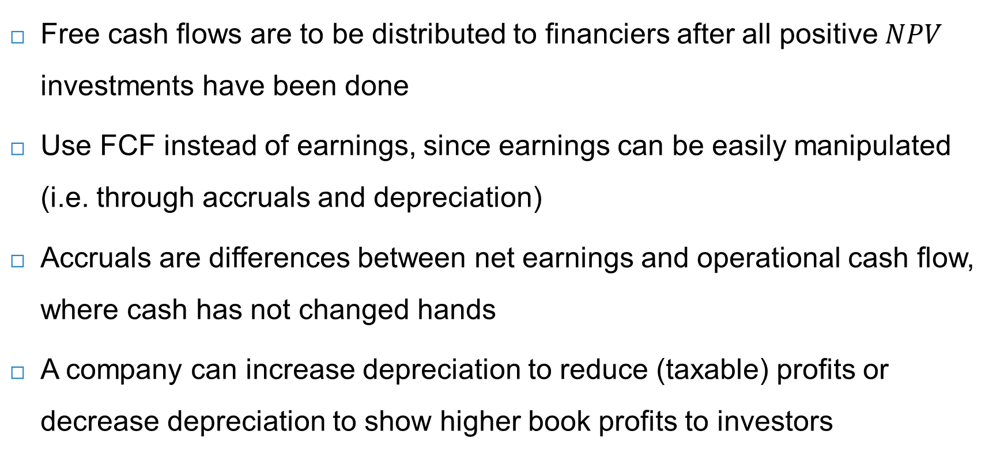 Free cash flows are to be distributed to financiers after all positive NPV
investments have been done
Use FCF instead of earnings, since earnings can be easily manipulated
(i.e. through accruals and depreciation)
Accruals are differences between net earnings and operational cash flow,
where cash has not changed hands
A company can increase depreciation to reduce (taxable) profits or
decrease depreciation to show higher book profits to investors